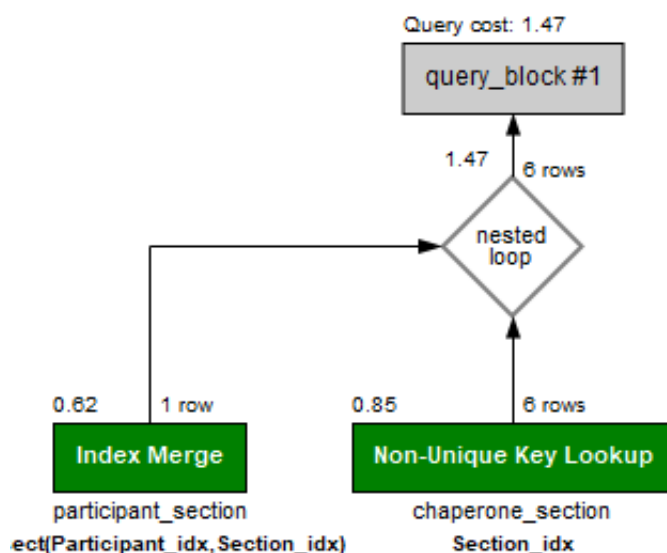 Query cost: 1.47
query_block #1
1.47
6 rows
nested
loop
0.62
1 row
0.85
6 rows
Index Merge
Non-Unique Key Lookup
participant_section
chaperone_section
ect(Participant_idx, Section_idx)
Section_idx